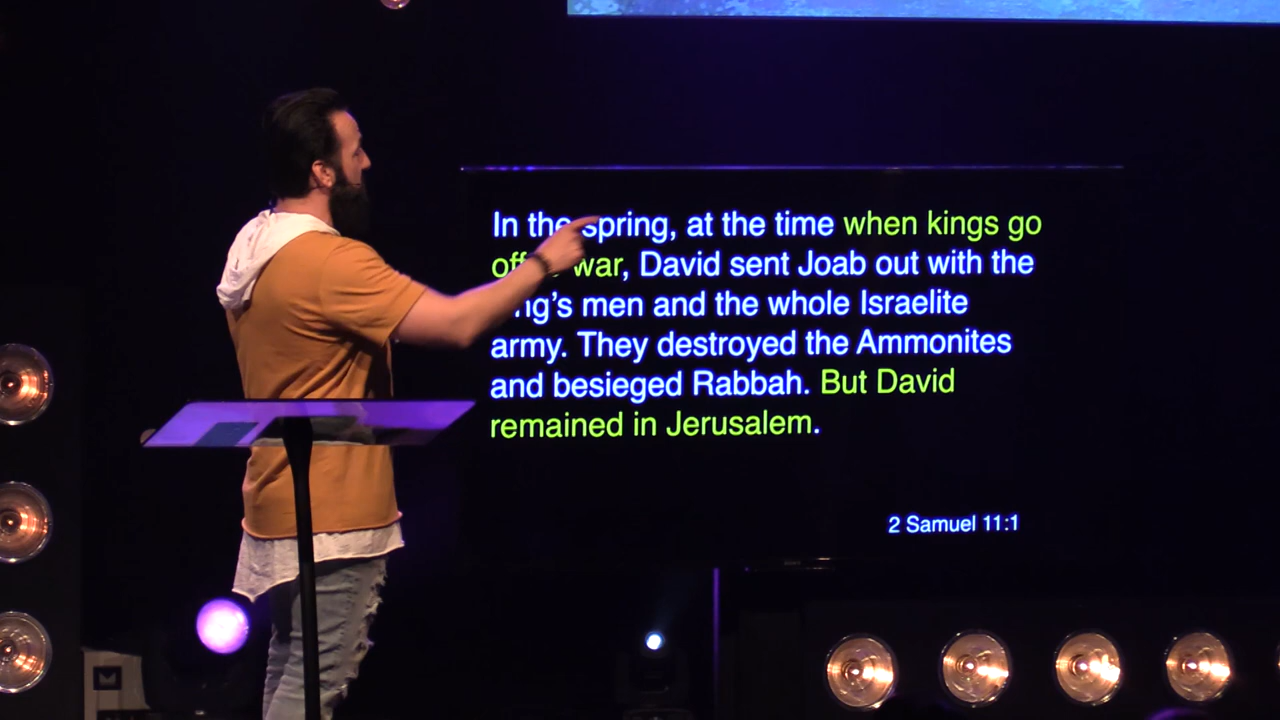 In the spring, at the time when kings go
war, David sent Joab out with the
men and the whole Israelite
army. They destroyed the Ammonites
and besieged Rabbah. But David
remained in Jerusalem.
2 Samuel 11:1